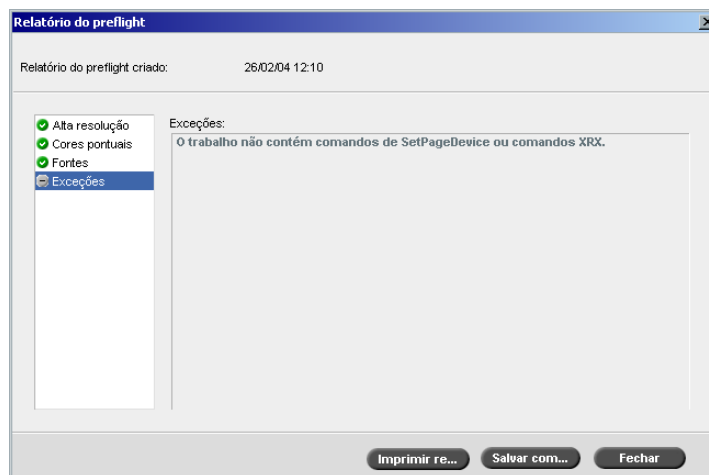 Relatório do preflight
Relatório do preflight criado: 26/02/04 12:10
Alta resolução
Cores pontuais
Fontes
Exceções
Exceções:
O trabalho não contém comandos de SetPageDevice ou comandos XRX.
Imprimir re... Salvar com... Fechar